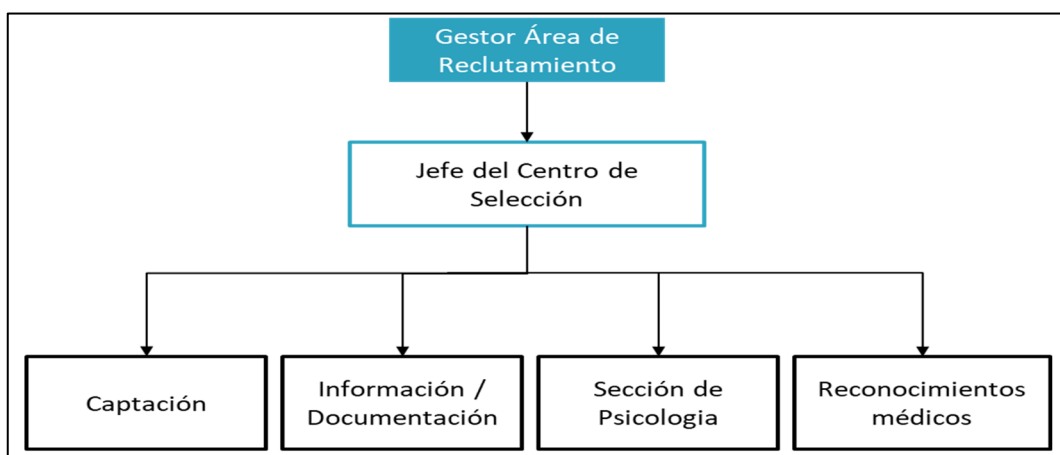 Gestor Área de
Reclutamiento
Jefe del Centro de
Selección
Captación
Información /
Documentación
Sección de
Psicologia
Reconocimientos
médicos